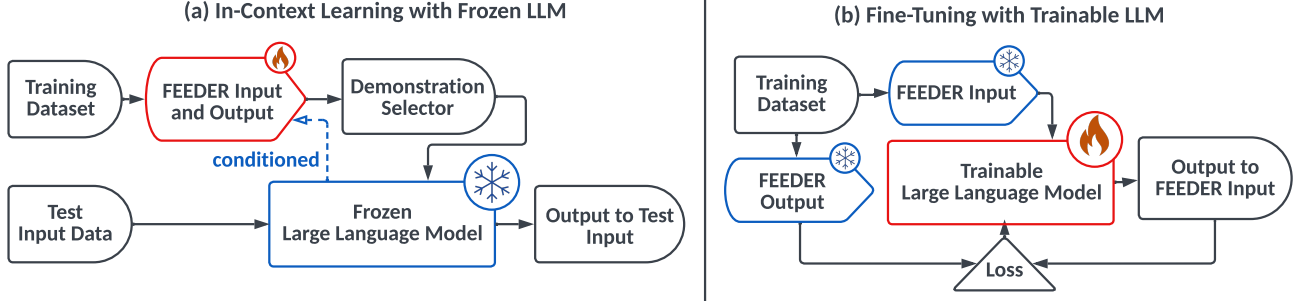 (a) In-Context Learning with Frozen LLM
Training
Dataset
FEEDER Input
and Output
Demonstration
Selector
conditioned
Test
Input Data
Frozen
Large Language Model
Output to Test
Input
(b) Fine-Tuning with Trainable LLM
Training
Dataset
FEEDER Input
FEEDER
Output
Trainable
Large Language Model
Output to
FEEDER Input
Loss